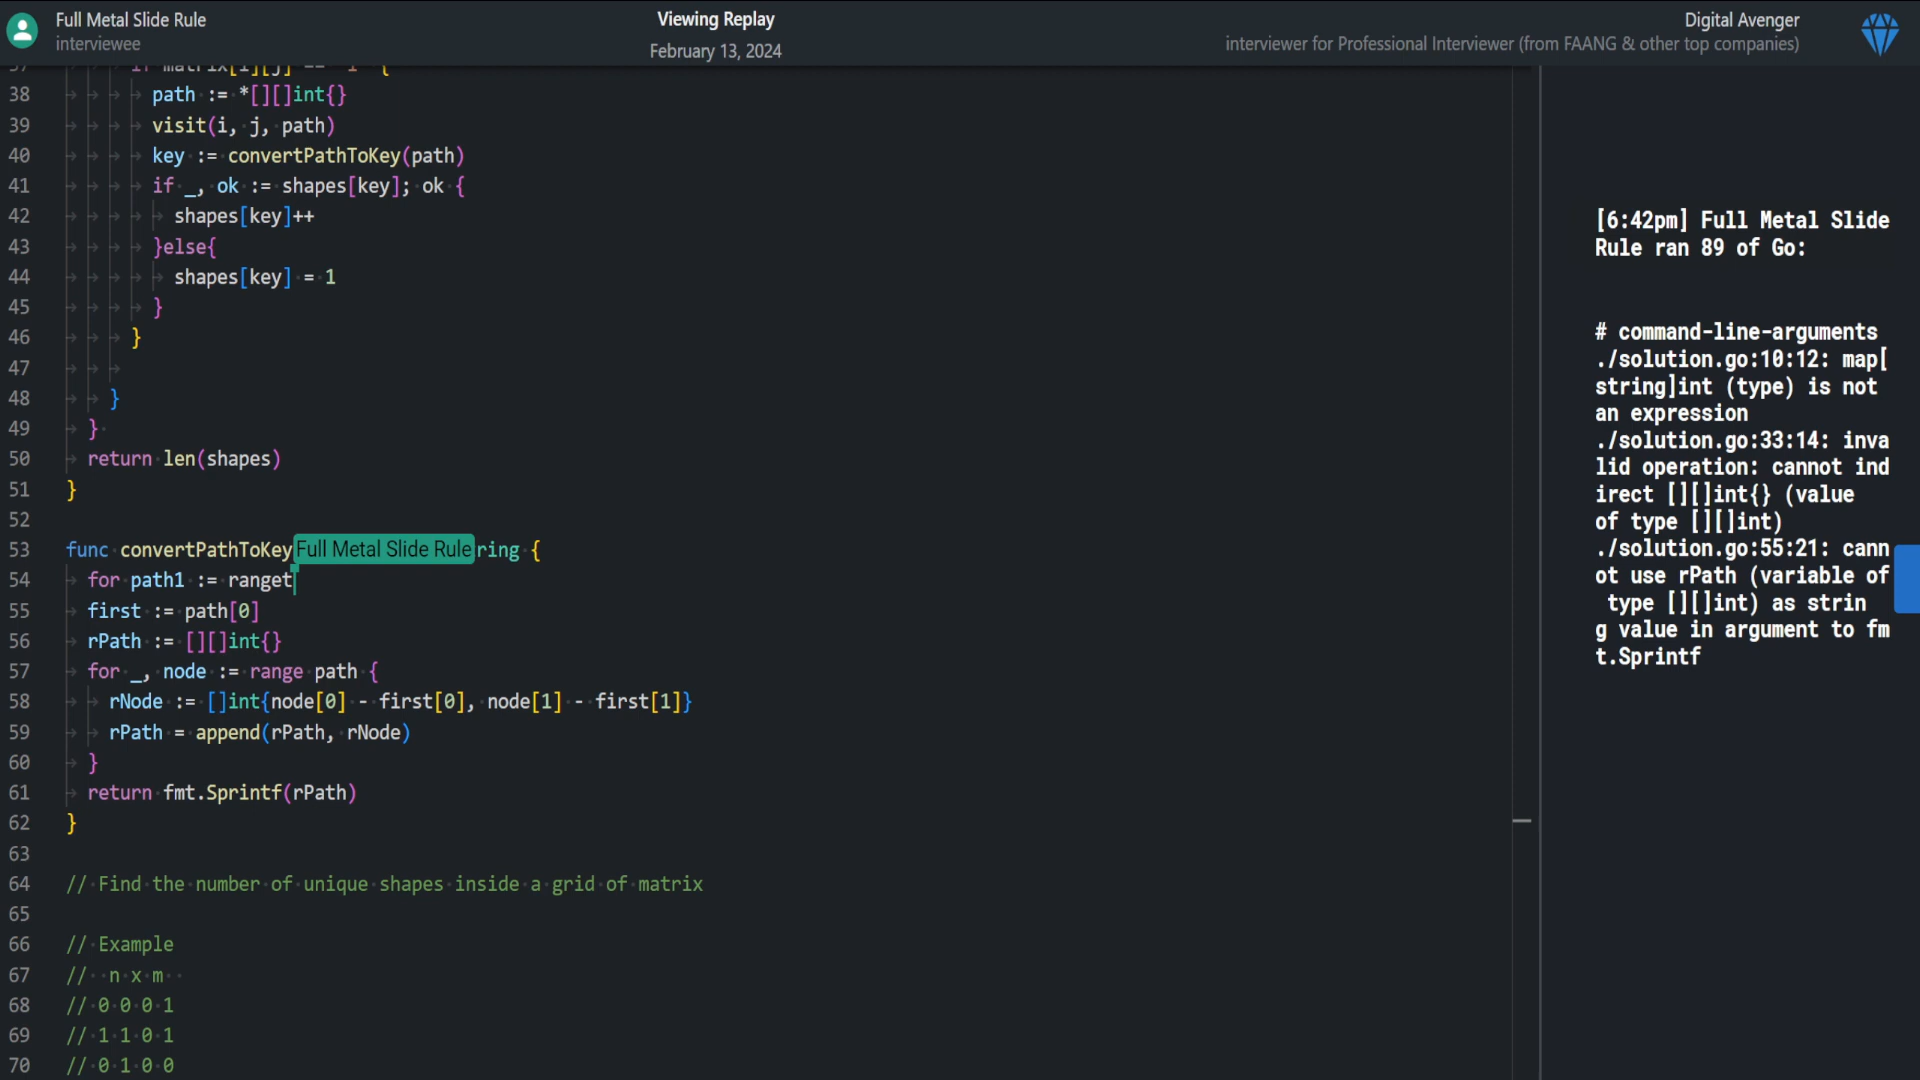 Full Metal Slide Rule
interviewee
Viewing Replay
February 13, 2024
Digital Avenger
interviewer for Professional Interviewer (from FAANG & other top companies)
38 path := *[][]int{}
39 visit(i, j, path)
40 key := convertPathToKey(path)
41 if _, ok := shapes[key]; ok {
42 shapes[key]++
43 }else{
44 shapes[key] = 1
45 }
46 }
47
48 }
49 }
50 return len(shapes)
51 }
52
53 func convertPathToKey Full Metal Slide Rule ring {
54 for path1 := ranget
55 first := path[0]
56 rPath := [][]int{}
57 for _, node := range path {
58 rNode := []int{node[0] - first[0], node[1] - first[1]}
59 rPath = append(rPath, rNode)
60 }
61 return fmt.Sprintf(rPath)
62 }
63
64 // Find the number of unique shapes inside a grid of matrix
65
66 // Example
67 // n x m
68 // 0 0 0 1
69 // 1 1 0 1
70 // 0 1 0 0
[6:42pm] Full Metal Slide
Rule ran 89 of Go:
# command-line-arguments
./solution.go:10:12: map[
string]int (type) is not
an expression
./solution.go:33:14: inva
lid operation: cannot ind
irect [][]int{} (value
of type [][]int)
./solution.go:55:21: cann
ot use rPath (variable of
type [][]int) as strin
g value in argument to fm
t.Sprintf